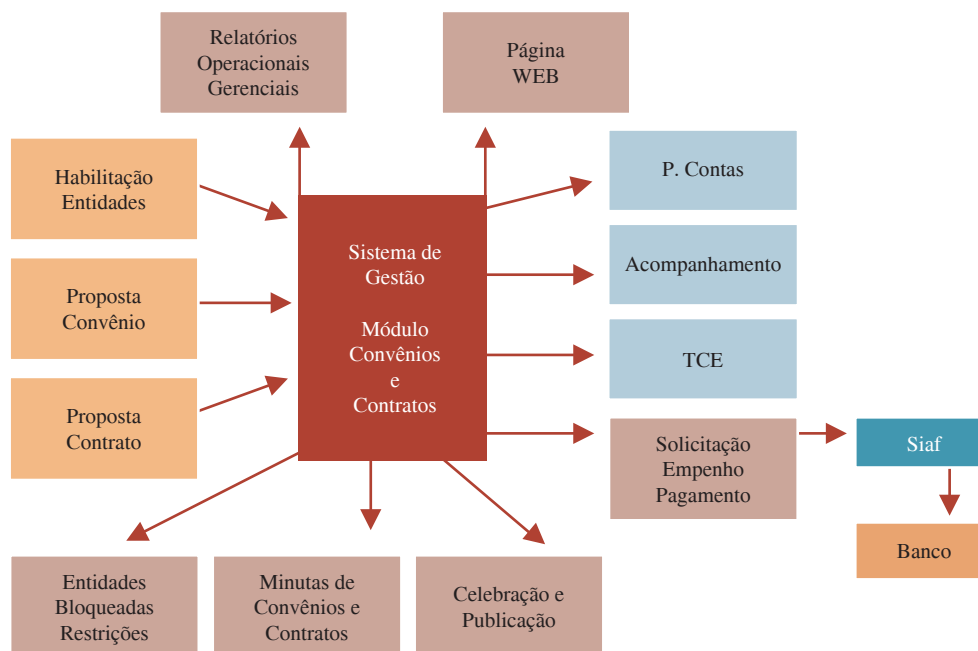 Relatórios
Operacionais
Gerenciais
Página
WEB
Habilitação
Entidades
P. Contas
Sistema de
Gestão
Módulo
Convênios
e
Contratos
Acompanhamento
Proposta
Convênio
TCE
Proposta
Contrato
Solicitação
Empenho
Pagamento
Siaf
Banco
Entidades
Bloqueadas
Restrições
Minutas de
Convênios e
Contratos
Celebração e
Publicação